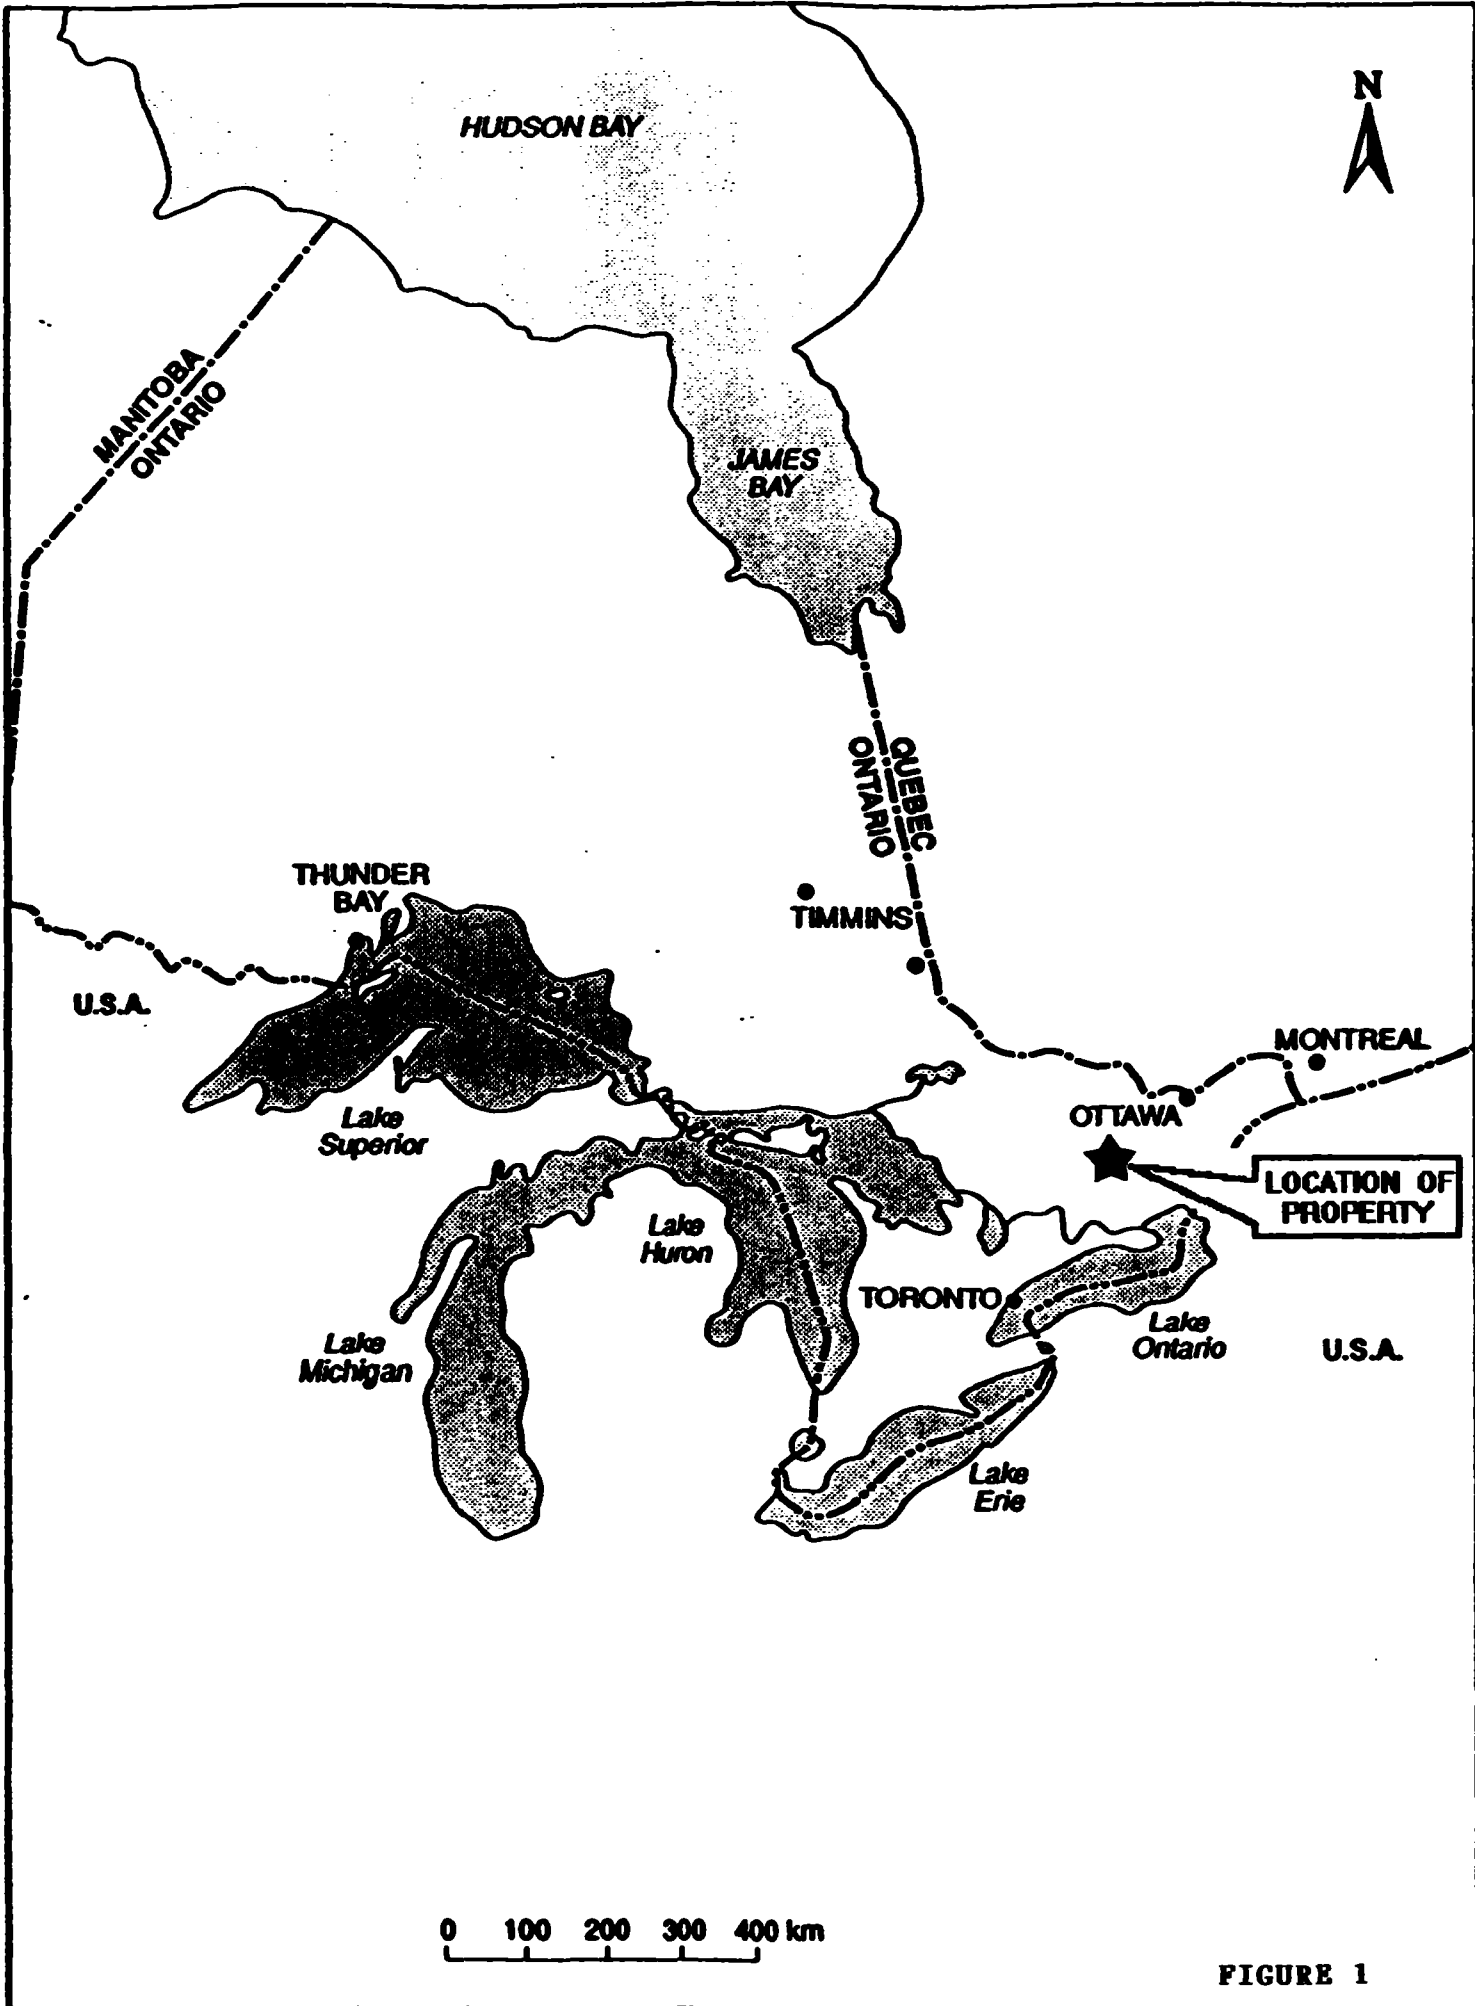 N
HUDSON BAY
MANITOBA
ONTARIO
JAMES
BAY
QUEBEC
ONTARIO
THUNDER
BAY
TIMMINS
U.S.A.
MONTREAL
OTTAWA
Lake
Superior
LOCATION OF
PROPERTY
Lake
Huron
TORONTO
Lake
Ontario
U.S.A.
Lake
Michigan
Lake
Erie
0 100 200 300 400 km
FIGURE 1